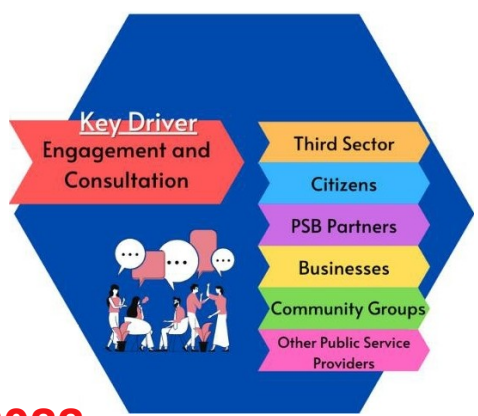 Key Driver
Engagement and
Consultation
Third Sector
Citizens
PSB Partners
Businesses
Community Groups
Other Public Service
Providers